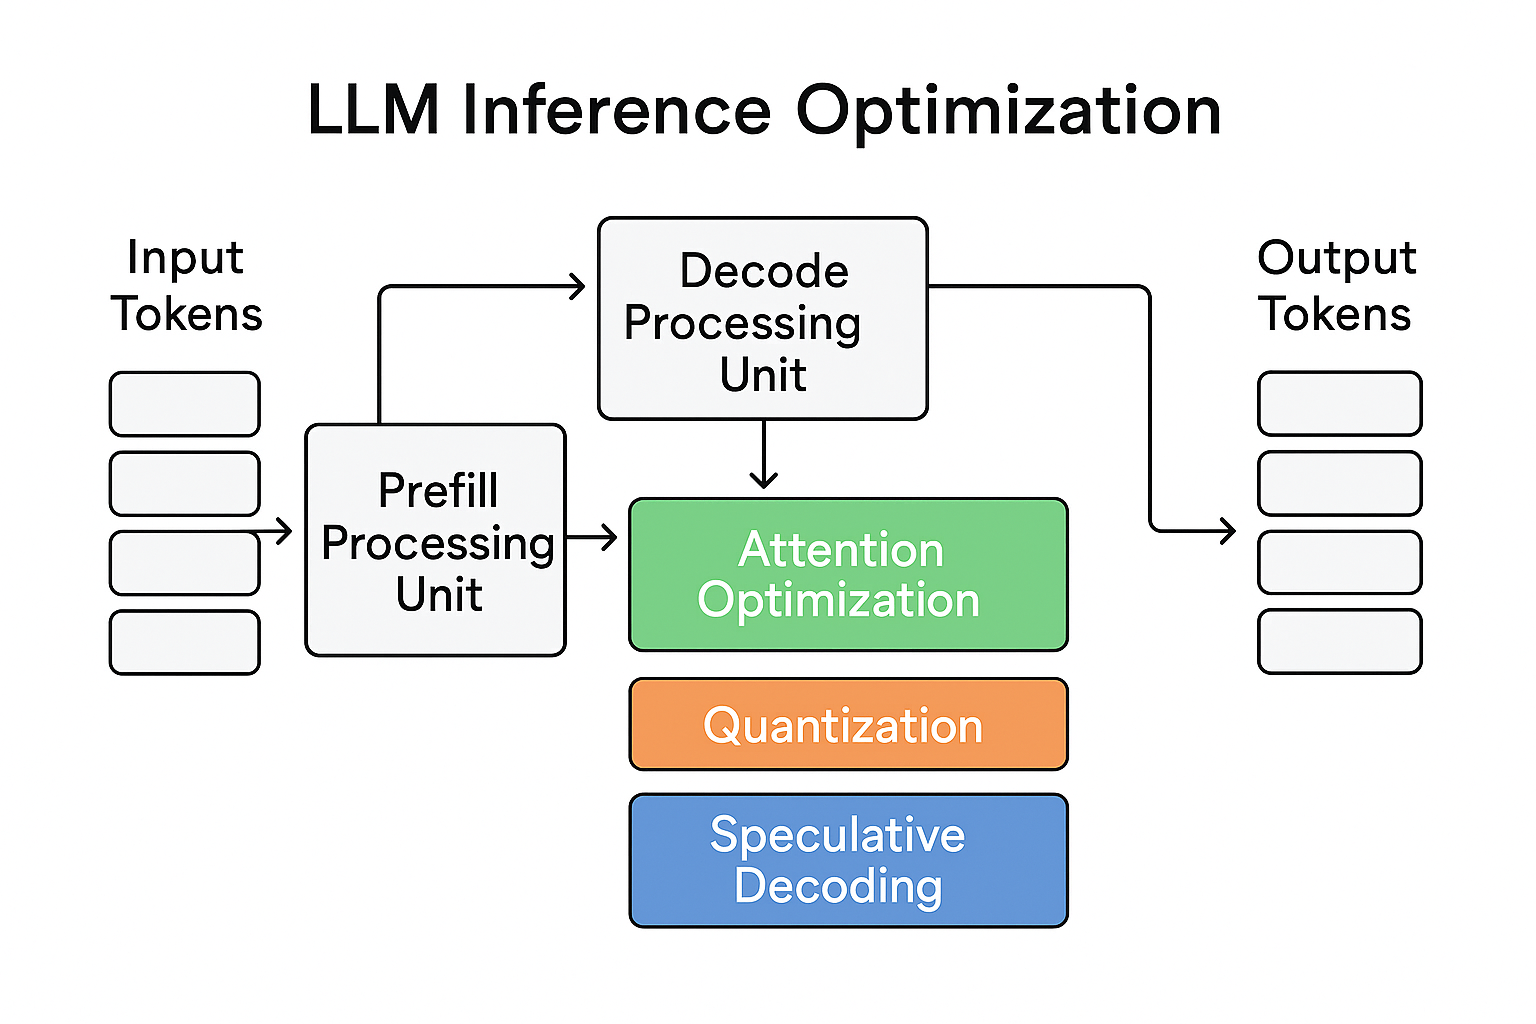 LLM Inference Optimization
Input
Tokens
Prefill
Processing
Unit
Decode
Processing
Unit
Attention
Optimization
Quantization
Speculative
Decoding
Output
Tokens